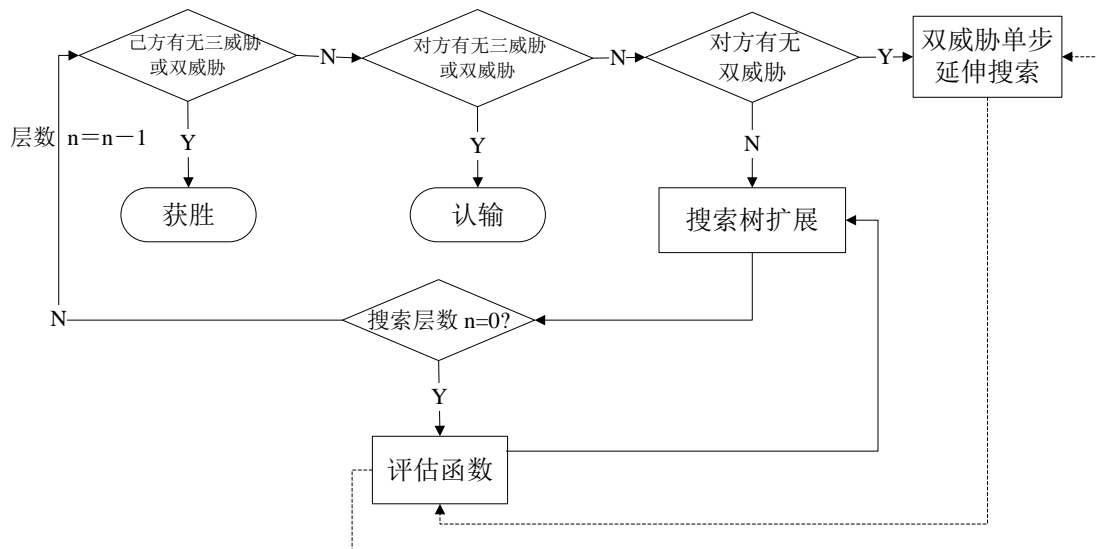 己方有无三威胁
或双威胁
N
对方有无三威胁
或双威胁
N
对方有无
双威胁
Y
双威胁单步
延伸搜索
层数 n＝n－1
Y
Y
N
获胜
认输
搜索树扩展
N
搜索层数 n=0?
Y
评估函数